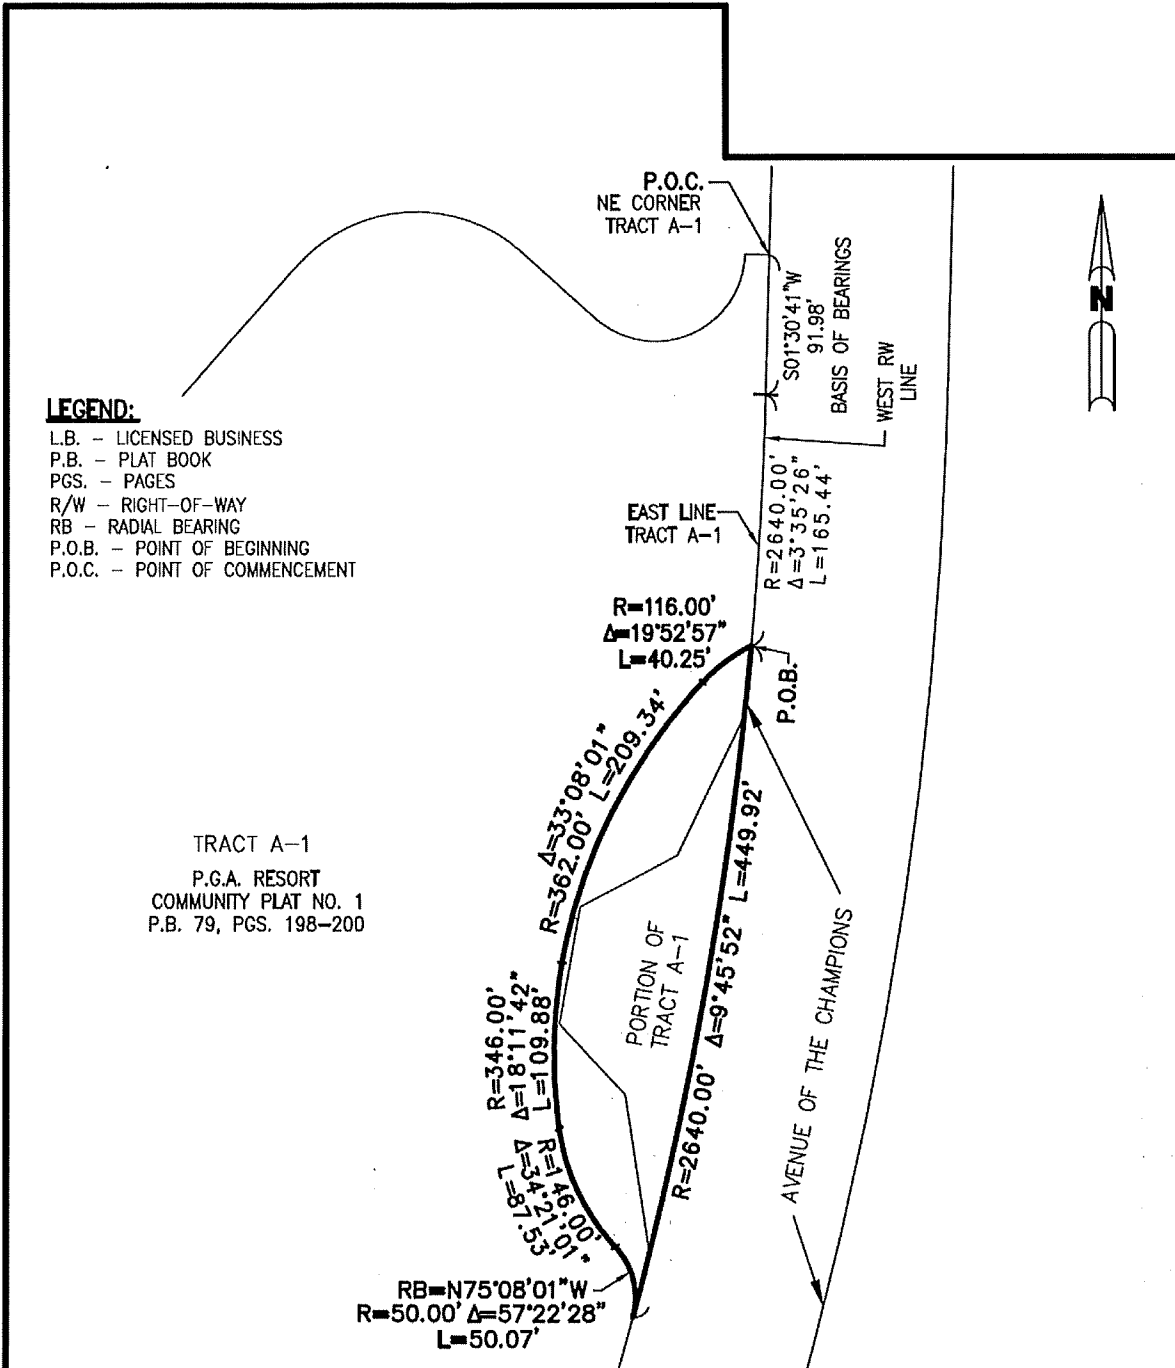 P.O.C.
NE CORNER
TRACT A-1
S01°30'41"W
91.98'
BASIS OF BEARINGS
WEST RW
LINE
N
LEGEND:
L.B. - LICENSED BUSINESS
P.B. - PLAT BOOK
PGS. - PAGES
R/W - RIGHT-OF-WAY
RB - RADIAL BEARING
P.O.B. - POINT OF BEGINNING
P.O.C. - POINT OF COMMENCEMENT
EAST LINE
TRACT A-1
R=2640.00'
Δ=3°35'26"
L=165.44'
R=116.00'
Δ=19°52'57"
L=40.25'
P.O.B.
Δ=33°08'01"
R=362.00' L=209.34'
TRACT A-1
P.G.A. RESORT
COMMUNITY PLAT NO. 1
P.B. 79, PGS. 198-200
PORTION OF
TRACT A-1
R=2640.00' Δ=9°45'52" L=449.92'
AVENUE OF THE CHAMPIONS
R=346.00'
Δ=18°11'42"
L=109.88'
R=146.00'
Δ=34°21'01"
L=87.53'
RB=N75°08'01"W
R=50.00' Δ=57°22'28"
L=50.07'